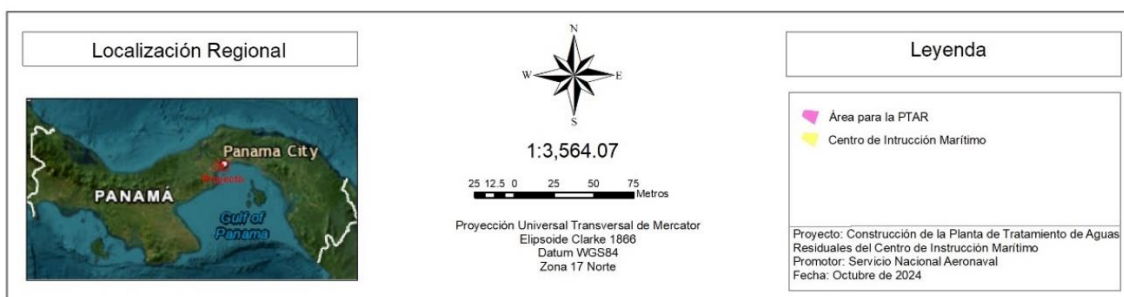 Localización Regional
Panama City
Proyecto
PANAMÁ
Gulf of
Panama
N
W E
S
1:3,564.07
25 12.5 0 25 50 75
Metros
Proyección Universal Transversal de Mercator
Elipsoide Clarke 1866
Datum WGS84
Zona 17 Norte
Leyenda
Área para la PTAR
Centro de Intrucción Marítimo
Proyecto: Construcción de la Planta de Tratamiento de Aguas
Residuales del Centro de Instrucción Marítimo
Promotor: Servicio Nacional Aeronaval
Fecha: Octubre de 2024